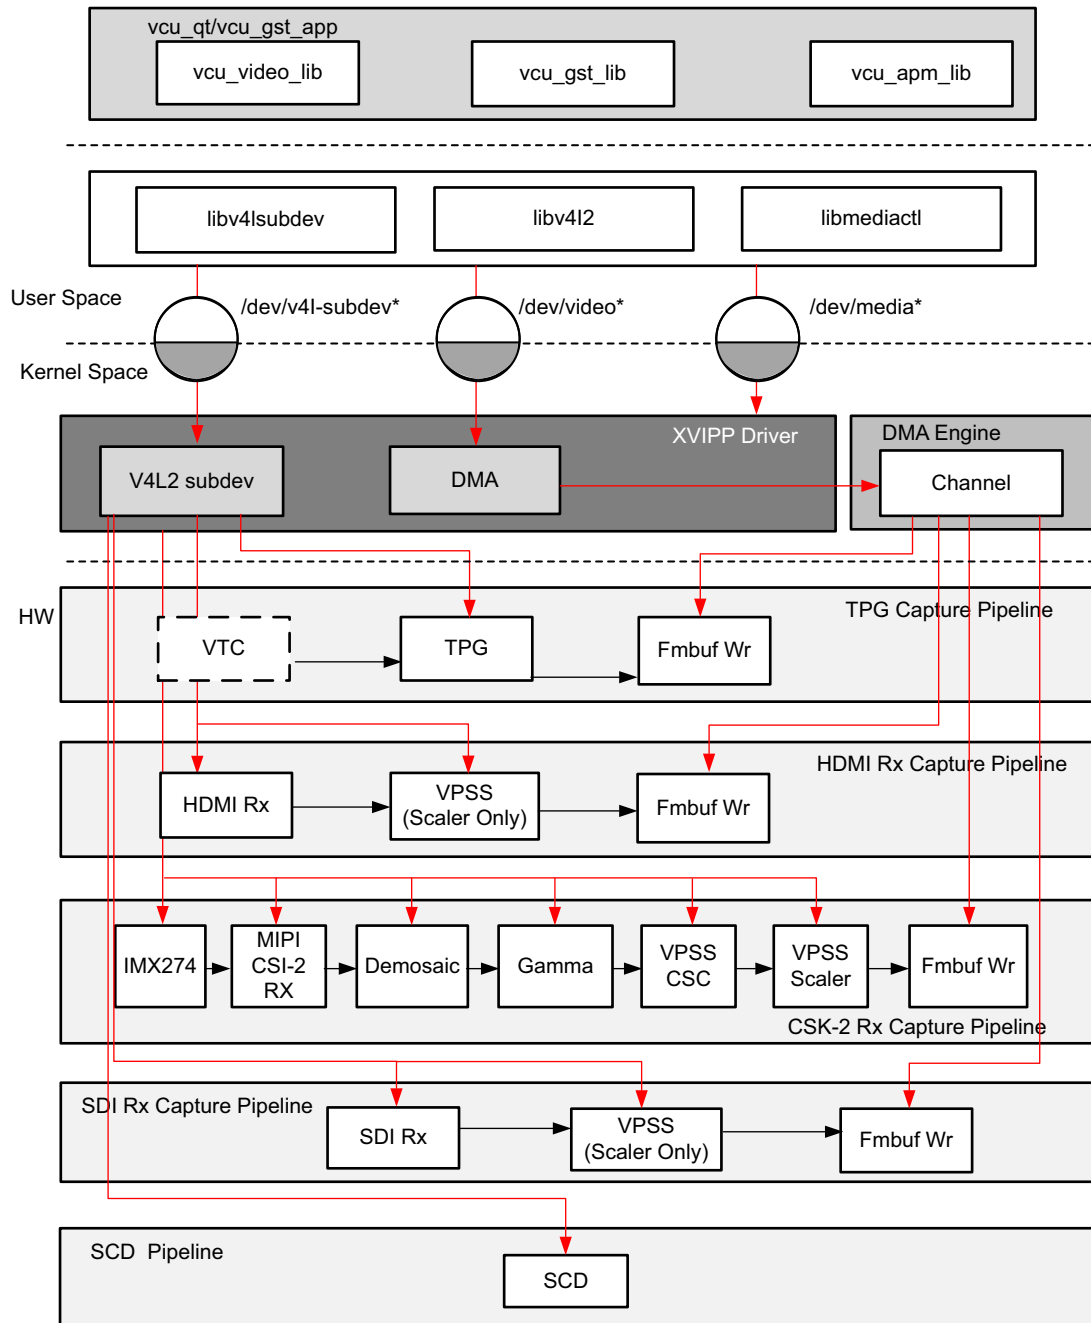 vcu_qt/vcu_gst_app
vcu_video_lib
vcu_gst_lib
vcu_apm_lib
libv4lsubdev
libv4l2
libmediactl
User Space
/dev/v4l-subdev*
/dev/video*
/dev/media*
Kernel Space
XVIPP Driver
DMA Engine
V4L2 subdev
DMA
Channel
HW
TPG Capture Pipeline
VTC
TPG
Fmbuf Wr
HDMI Rx Capture Pipeline
HDMI Rx
VPSS
(Scaler Only)
Fmbuf Wr
IMX274
MIPI
CSI-2
RX
Demosaic
Gamma
VPSS
CSC
VPSS
Scaler
Fmbuf Wr
CSK-2 Rx Capture Pipeline
SDI Rx Capture Pipeline
SDI Rx
VPSS
(Scaler Only)
Fmbuf Wr
SCD Pipeline
SCD